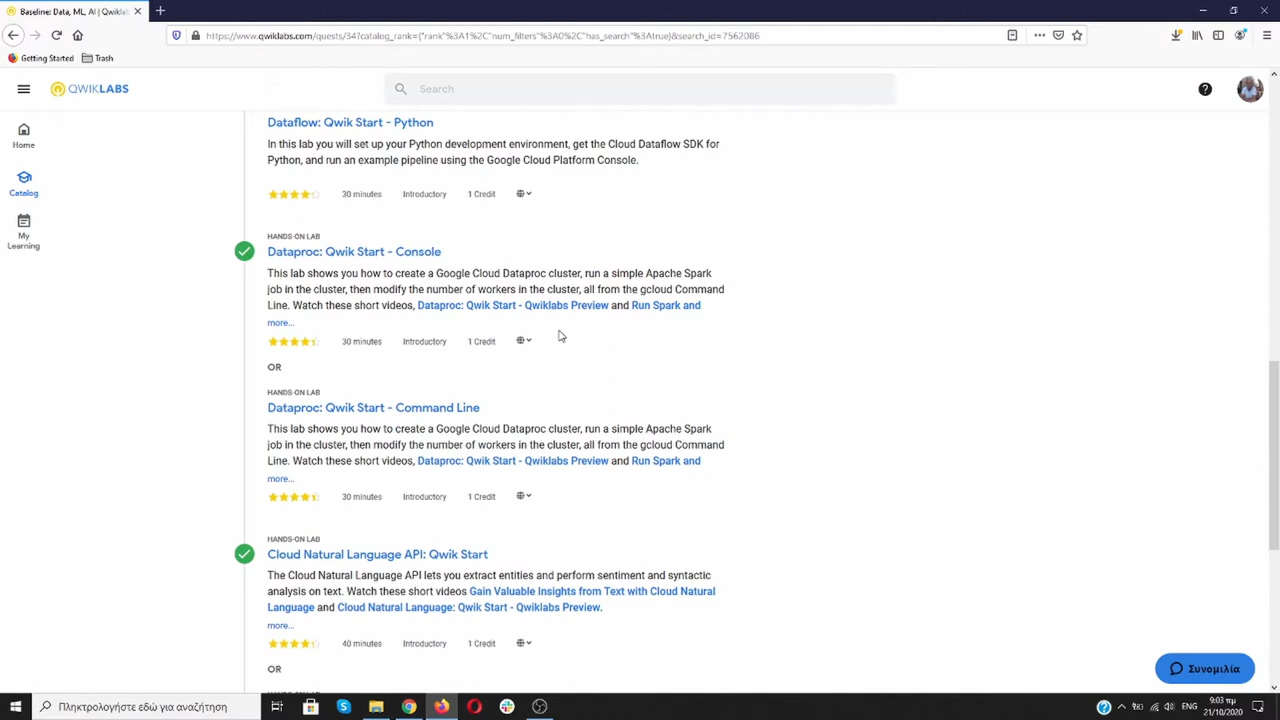 Baseline: Data, ML, AI | Qwiklab
https://www.qwiklabs.com/quests/34?catalog_rank={"rank"%3A1%2C"num_filters"%3A0%2C"has_search"%3Atrue}&search_id=7562086
Getting Started
Trash
QWIKLABS
Search
Home
Catalog
My
Learning
Dataflow: Qwik Start - Python
In this lab you will set up your Python development environment, get the Cloud Dataflow SDK for
Python, and run an example pipeline using the Google Cloud Platform Console.
30 minutes Introductory 1 Credit
HANDS-ON LAB
Dataproc: Qwik Start - Console
This lab shows you how to create a Google Cloud Dataproc cluster, run a simple Apache Spark
job in the cluster, then modify the number of workers in the cluster, all from the gcloud Command
Line. Watch these short videos, Dataproc: Qwik Start - Qwiklabs Preview and Run Spark and
more...
30 minutes Introductory 1 Credit
OR
HANDS-ON LAB
Dataproc: Qwik Start - Command Line
This lab shows you how to create a Google Cloud Dataproc cluster, run a simple Apache Spark
job in the cluster, then modify the number of workers in the cluster, all from the gcloud Command
Line. Watch these short videos, Dataproc: Qwik Start - Qwiklabs Preview and Run Spark and
more...
30 minutes Introductory 1 Credit
HANDS-ON LAB
Cloud Natural Language API: Qwik Start
The Cloud Natural Language API lets you extract entities and perform sentiment and syntactic
analysis on text. Watch these short videos Gain Valuable Insights from Text with Cloud Natural
Language and Cloud Natural Language: Qwik Start - Qwiklabs Preview.
more...
40 minutes Introductory 1 Credit
OR
Συνομιλία
Πληκτρολογήστε εδώ για αναζήτηση
ΕΛ
9:03 πμ
21/10/2020